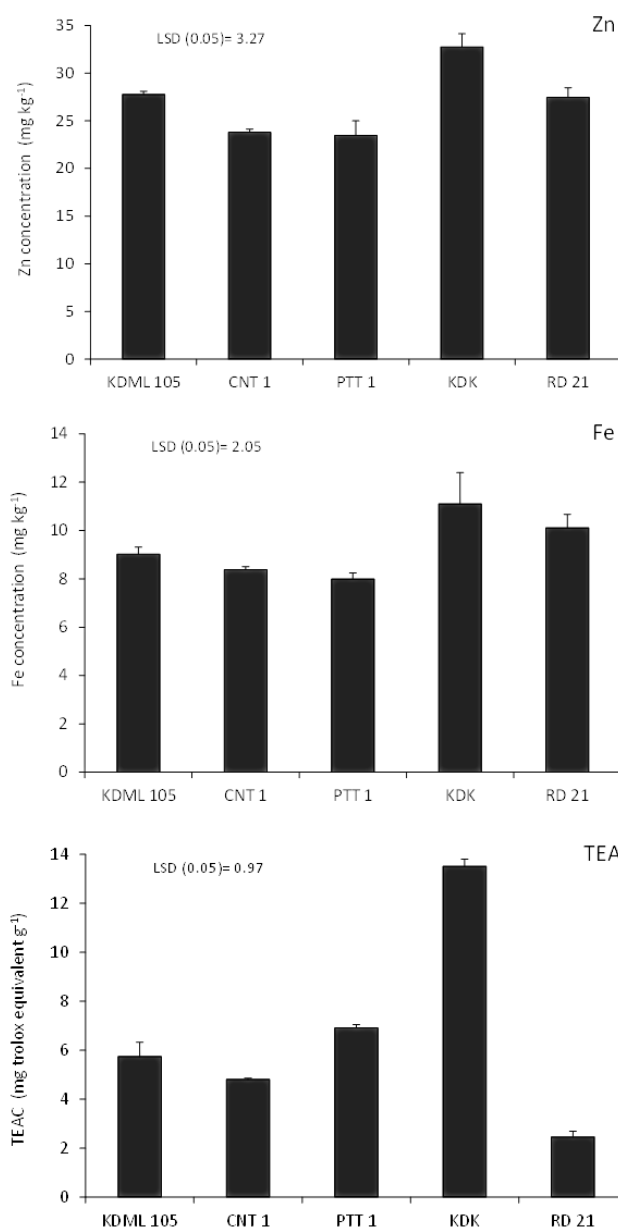 Zn
LSD (0.05)= 3.27
Zn concentration (mg kg⁻¹)
35
30
25
20
15
10
5
0
KDML 105 CNT 1 PTT 1 KDK RD 21
Fe
LSD (0.05)= 2.05
Fe concentration (mg kg⁻¹)
14
12
10
8
6
4
2
0
KDML 105 CNT 1 PTT 1 KDK RD 21
TEA
LSD (0.05)= 0.97
TEAC (mg trolox equivalent g⁻¹)
14
12
10
8
6
4
2
0
KDML 105 CNT 1 PTT 1 KDK RD 21